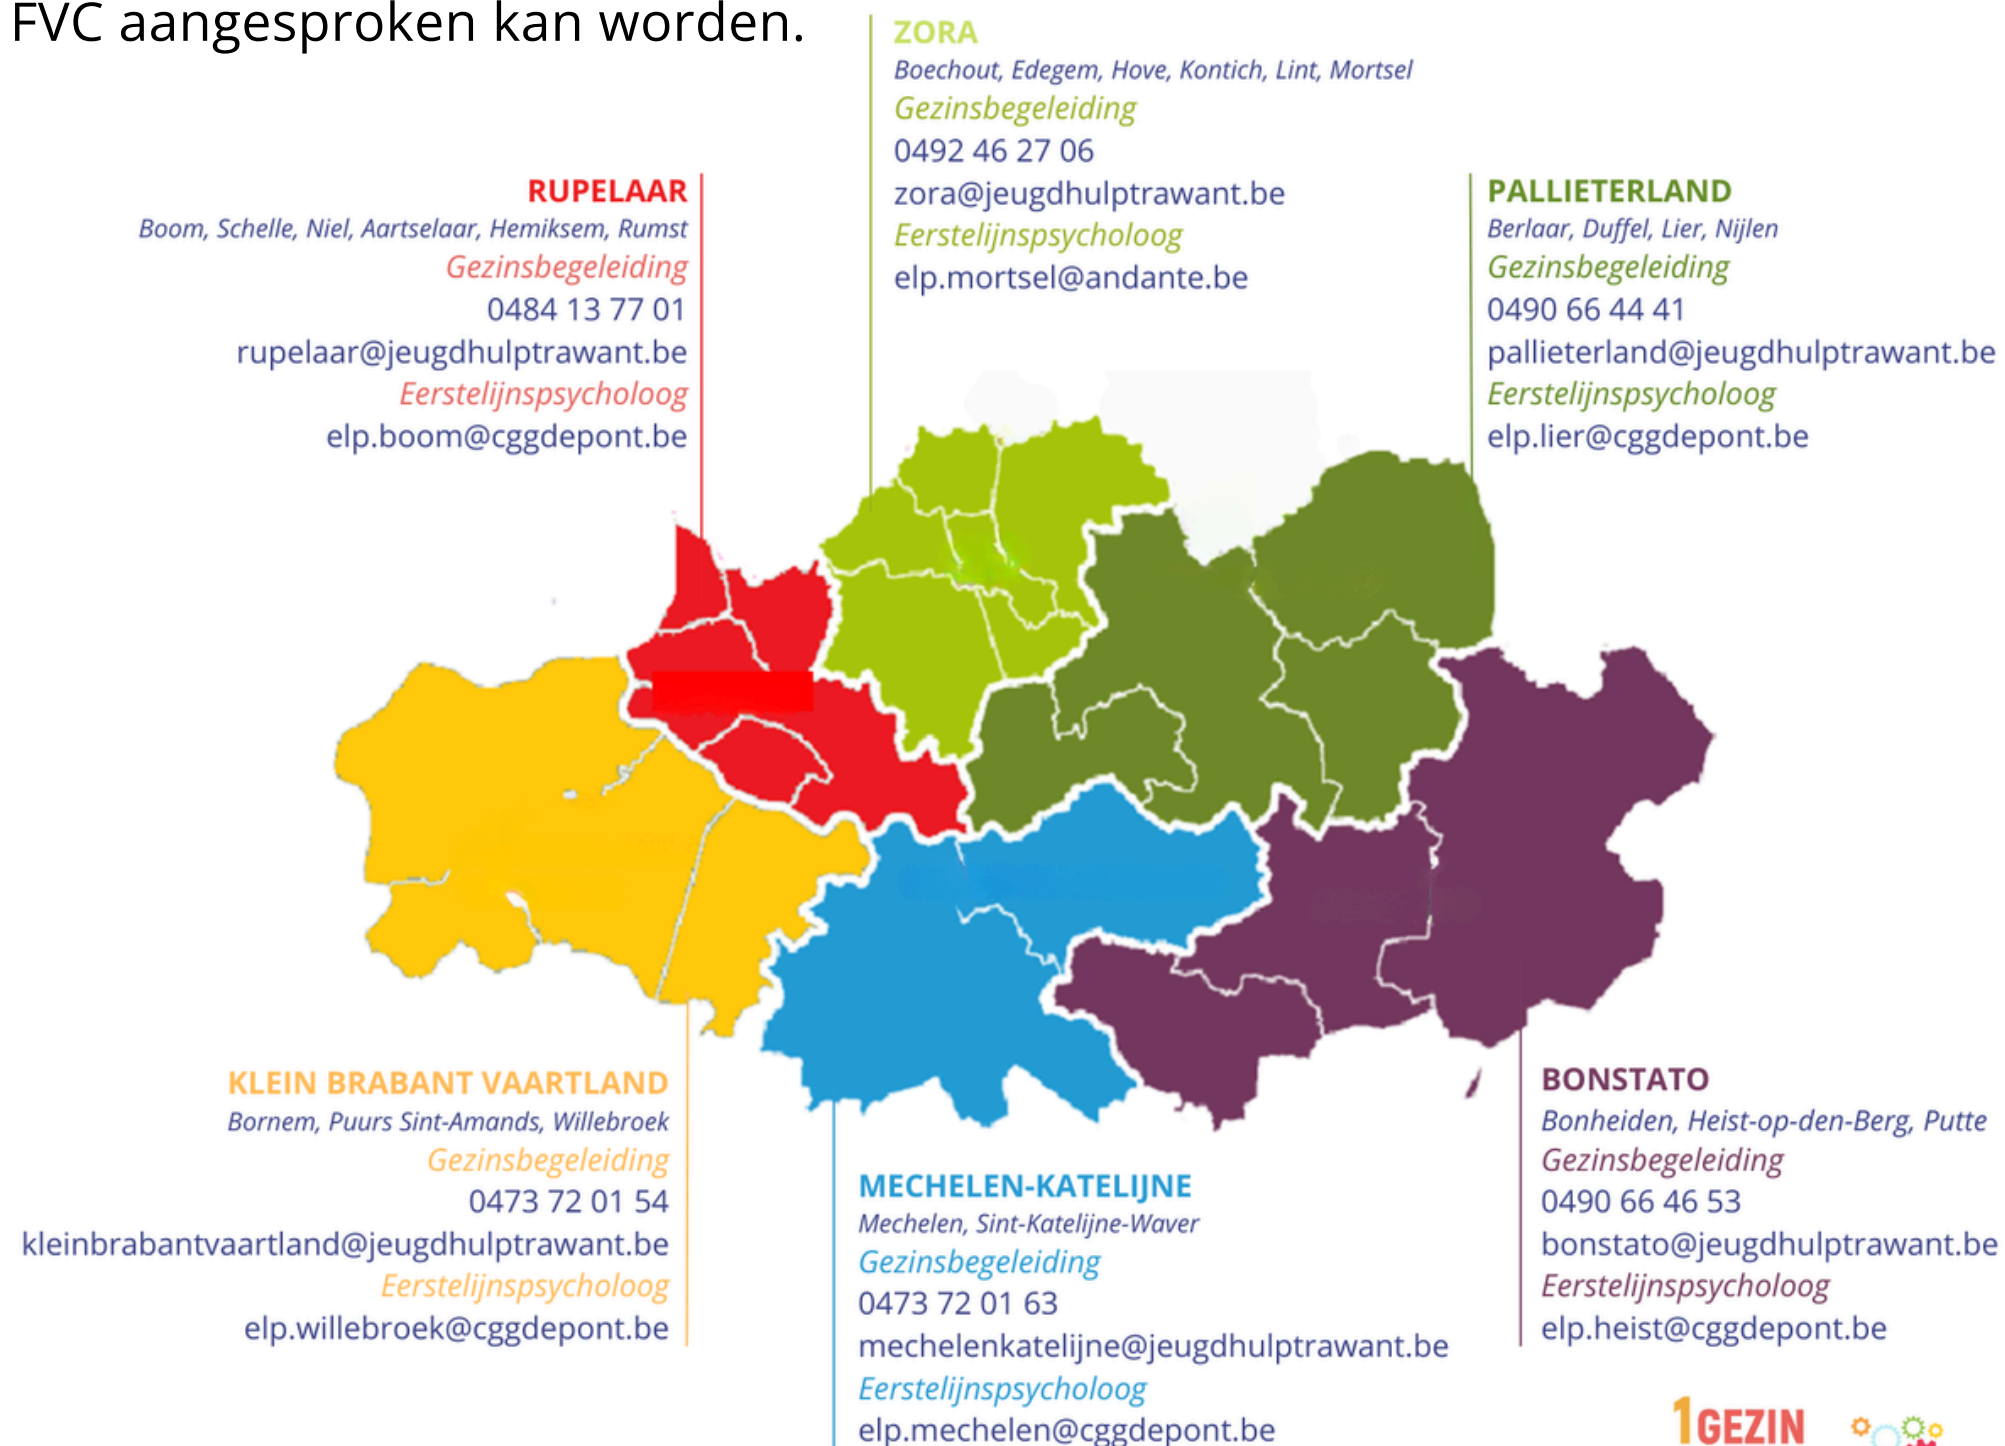 FVC aangesproken kan worden.
ZORA
Boechout, Edegem, Hove, Kontich, Lint, Mortsel
Gezinsbegeleiding
0492 46 27 06
zora@jeugdhulptrawant.be
Eerstelijnspsycholoog
elp.mortsel@andante.be
RUPELAAR
Boom, Schelle, Niel, Aartselaar, Hemiksem, Rumst
Gezinsbegeleiding
0484 13 77 01
rupelaar@jeugdhulptrawant.be
Eerstelijnspsycholoog
elp.boom@cggdepont.be
PALLIETERLAND
Berlaar, Duffel, Lier, Nijlen
Gezinsbegeleiding
0490 66 44 41
pallieterland@jeugdhulptrawant.be
Eerstelijnspsycholoog
elp.lier@cggdepont.be
KLEIN BRABANT VAARTLAND
Bornem, Puurs Sint-Amands, Willebroek
Gezinsbegeleiding
0473 72 01 54
kleinbrabantvaartland@jeugdhulptrawant.be
Eerstelijnspsycholoog
elp.willebroek@cggdepont.be
MECHELEN-KATELIJNE
Mechelen, Sint-Katelijne-Waver
Gezinsbegeleiding
0473 72 01 63
mechelenkatelijne@jeugdhulptrawant.be
Eerstelijnspsycholoog
elp.mechelen@cggdepont.be
BONSTATO
Bonheiden, Heist-op-den-Berg, Putte
Gezinsbegeleiding
0490 66 46 53
bonstato@jeugdhulptrawant.be
Eerstelijnspsycholoog
elp.heist@cggdepont.be
1GEZIN